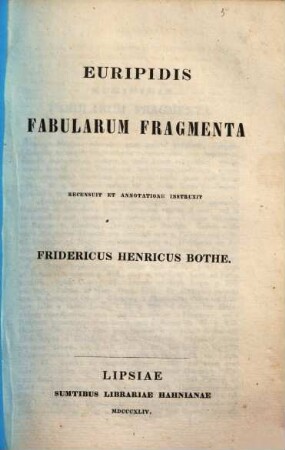 EURIPIDIS
FABULARUM FRAGMENTA
RECENSUIT ET ANNOTATIONE INSTRUXIT
FRIDERICUS HENRICUS BOTHE.
LIPSIAE
SUMTIBUS LIBRARIAE HAHNIANAE
MDCCCXLIV.